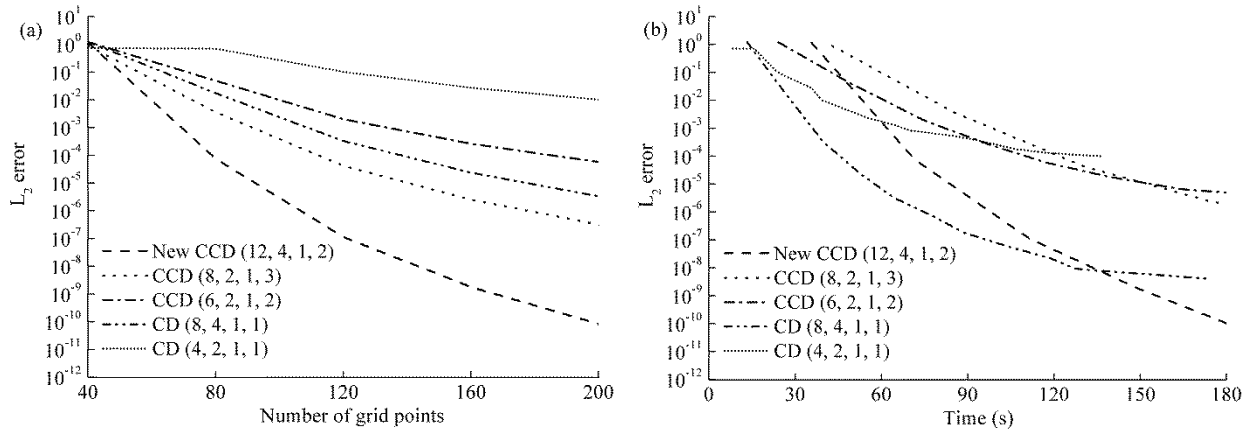 (a)
10^1
10^0
10^-1
10^-2
10^-3
10^-4
10^-5
10^-6
10^-7
10^-8
10^-9
10^-10
10^-11
10^-12
L_2 error
New CCD (12, 4, 1, 2)
CCD (8, 2, 1, 3)
CCD (6, 2, 1, 2)
CD (8, 4, 1, 1)
CD (4, 2, 1, 1)
40 80 120 160 200
Number of grid points
(b)
10^1
10^0
10^-1
10^-2
10^-3
10^-4
10^-5
10^-6
10^-7
10^-8
10^-9
10^-10
10^-11
10^-12
L_2 error
New CCD (12, 4, 1, 2)
CCD (8, 2, 1, 3)
CCD (6, 2, 1, 2)
CD (8, 4, 1, 1)
CD (4, 2, 1, 1)
0 30 60 90 120 150 180
Time (s)